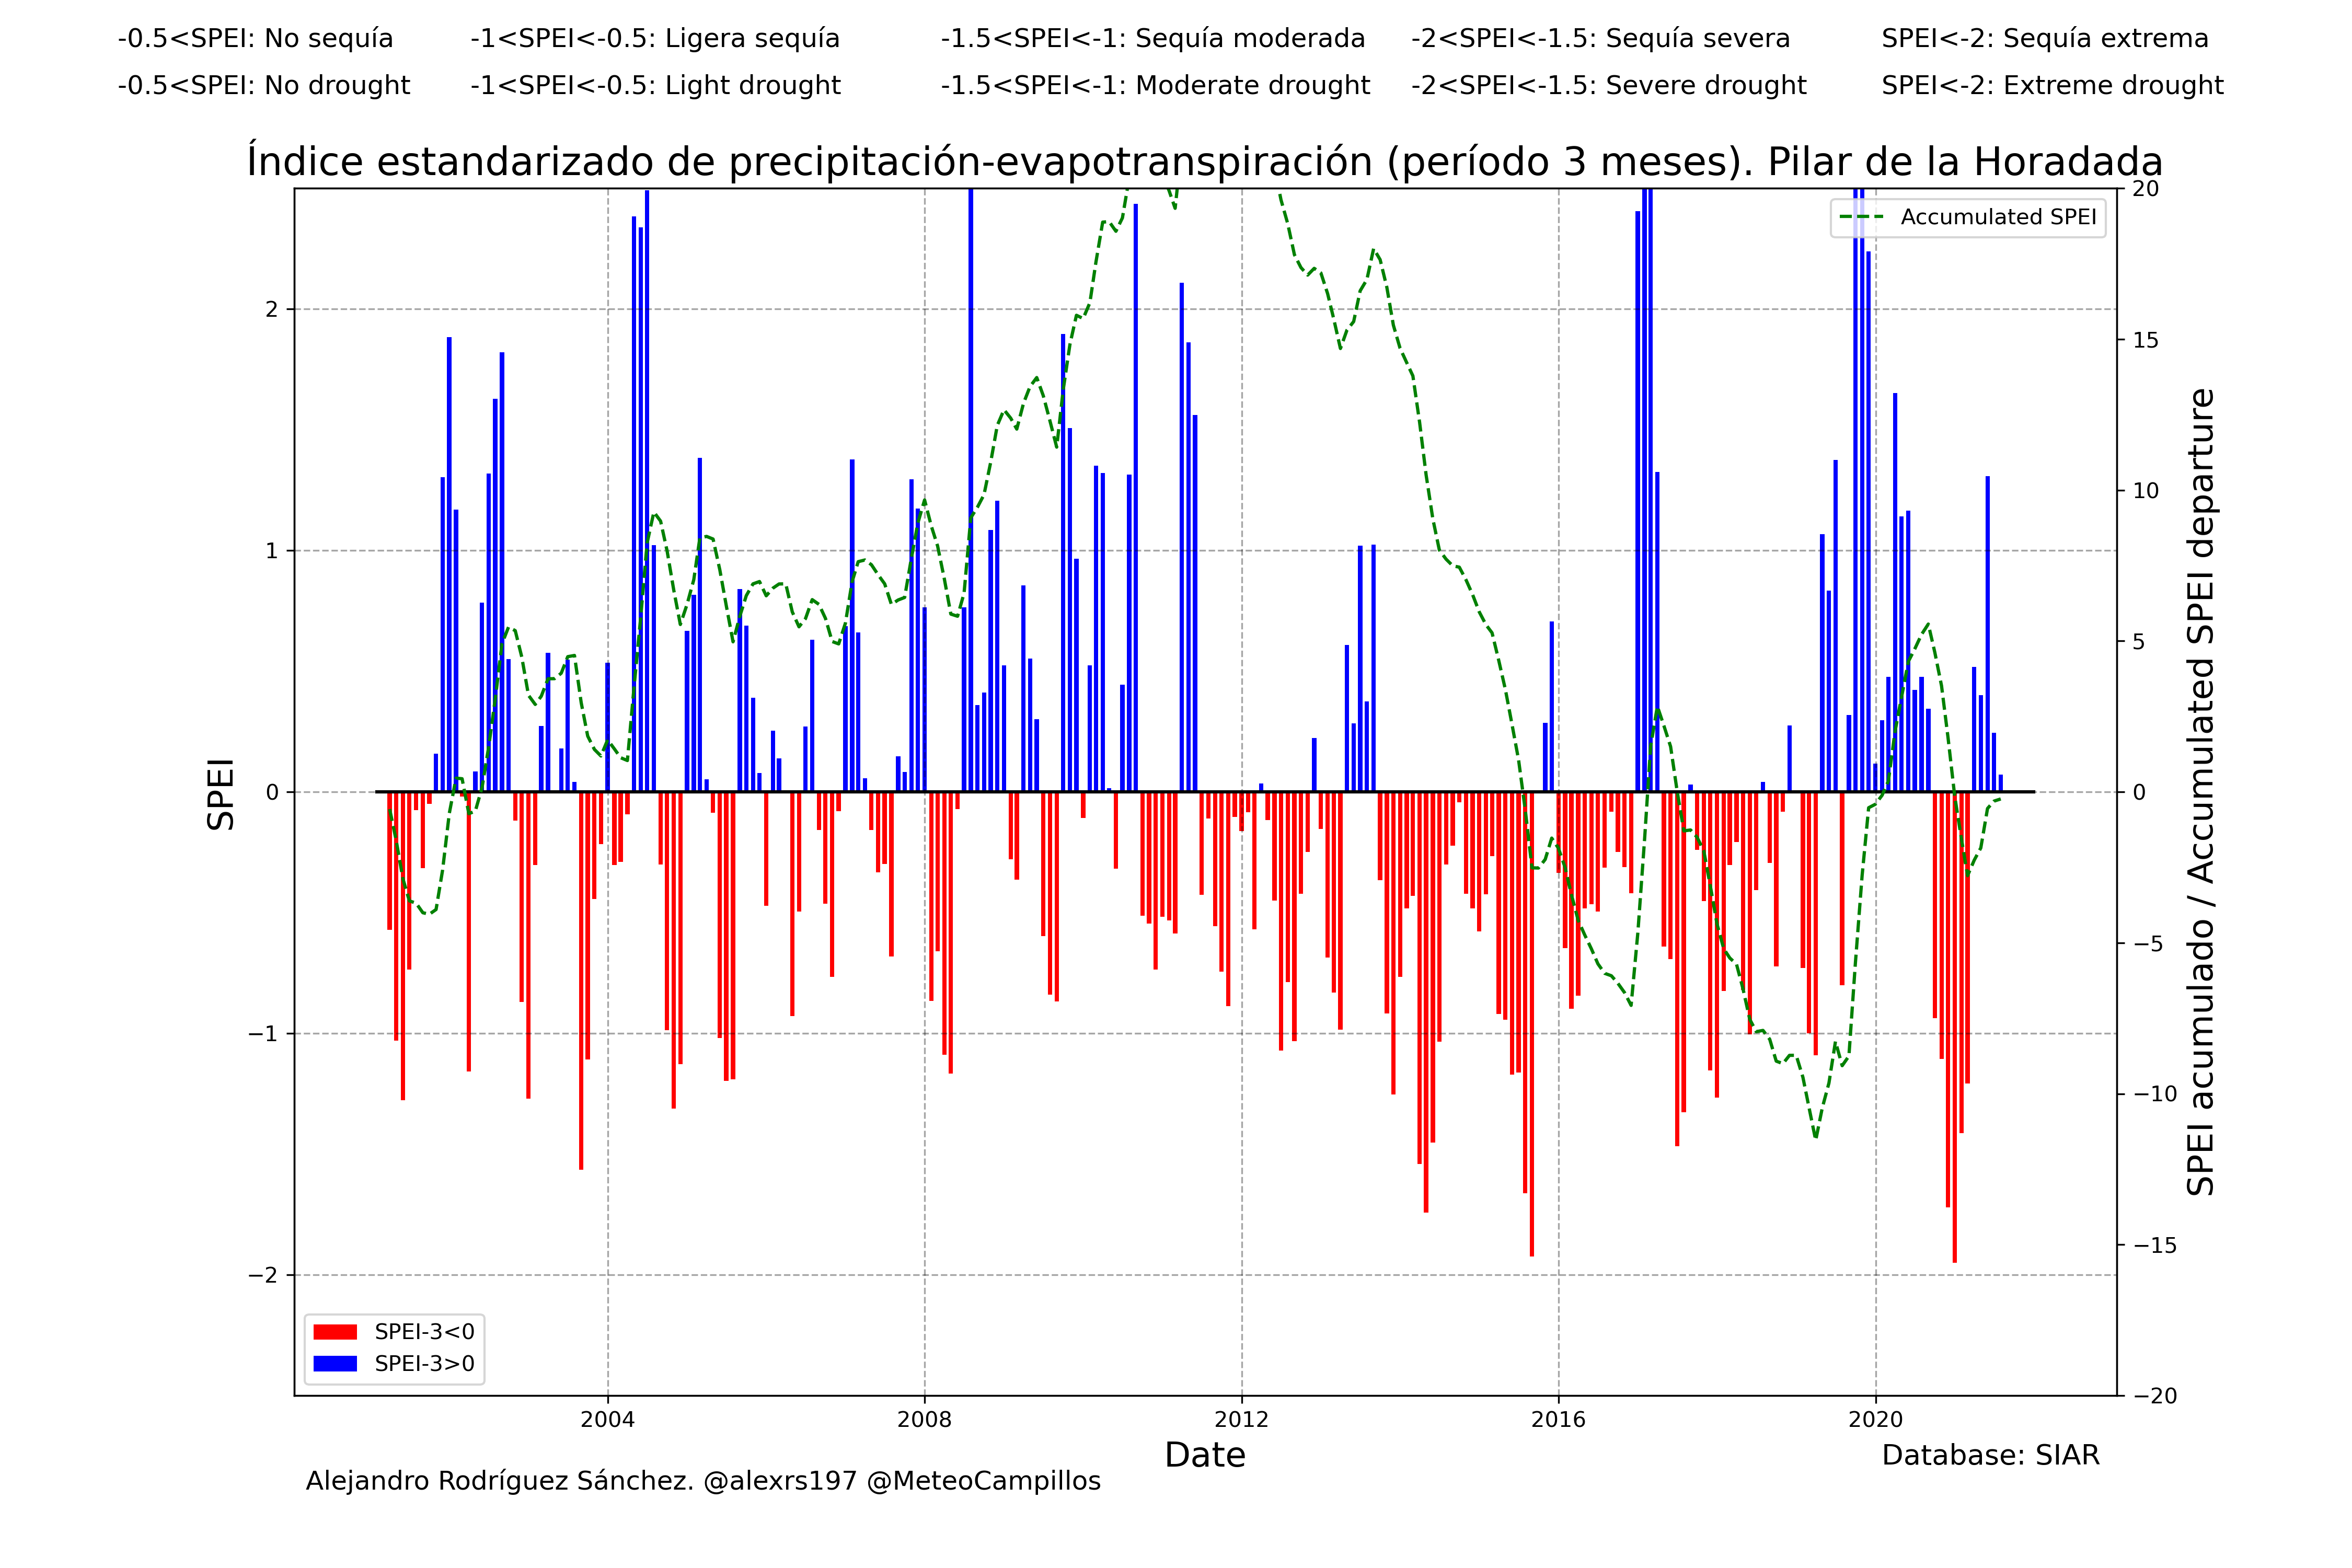 -0.5<SPEI: No sequía -1<SPEI<-0.5: Ligera sequía -1.5<SPEI<-1: Sequía moderada -2<SPEI<-1.5: Sequía severa SPEI<-2: Sequía extrema
-0.5<SPEI: No drought -1<SPEI<-0.5: Light drought -1.5<SPEI<-1: Moderate drought -2<SPEI<-1.5: Severe drought SPEI<-2: Extreme drought
Índice estandarizado de precipitación-evapotranspiración (período 3 meses). Pilar de la Horadada
Accumulated SPEI
SPEI
2
1
0
−1
−2
20
15
10
5
0
−5
−10
−15
−20
SPEI acumulado / Accumulated SPEI departure
SPEI-3<0
SPEI-3>0
2004 2008 2012 2016 2020
Date
Database: SIAR
Alejandro Rodríguez Sánchez. @alexrs197 @MeteoCampillos